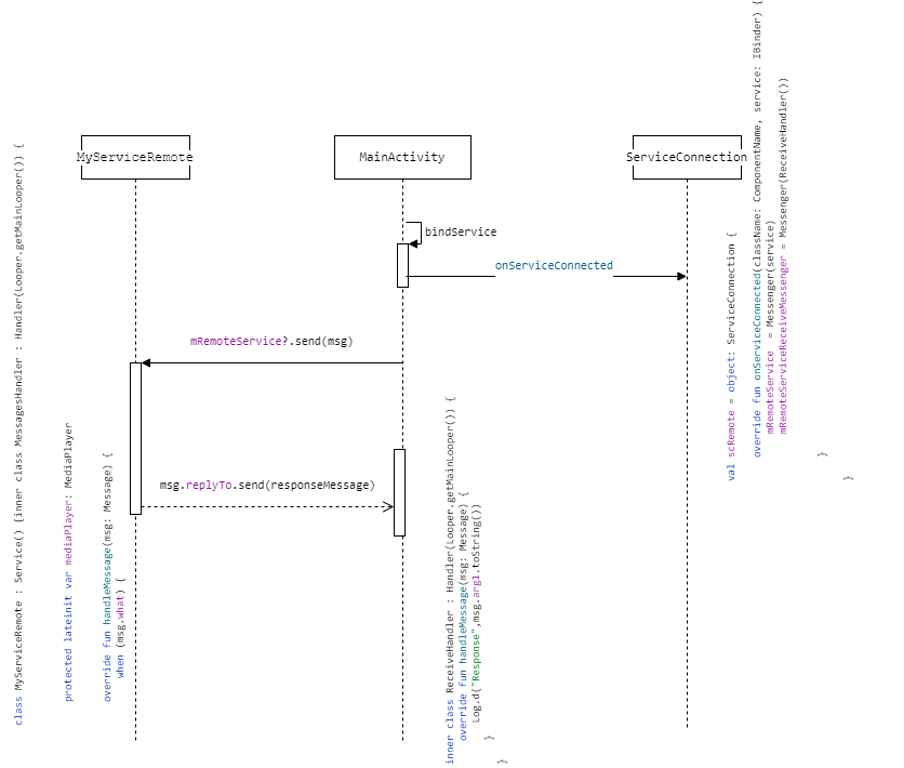 MyServiceRemote
MainActivity
ServiceConnection
bindService
onServiceConnected
mRemoteService?.send(msg)
msg.replyTo.send(responseMessage)
class MyServiceRemote : Service() {inner class MessagesHandler : Handler(Looper.getMainLooper()) {
protected lateinit var mediaPlayer: MediaPlayer
override fun handleMessage(msg: Message) {
when (msg.what) {
inner class ReceiveHandler : Handler(Looper.getMainLooper()) {
override fun handleMessage(msg: Message) {
Log.d("Response",msg.arg1.toString())
}
}
val scRemote = object: ServiceConnection {
override fun onServiceConnected(className: ComponentName, service: IBinder) {
mRemoteService = Messenger(service)
mRemoteServiceReceiveMessenger = Messenger(ReceiveHandler())
}
}